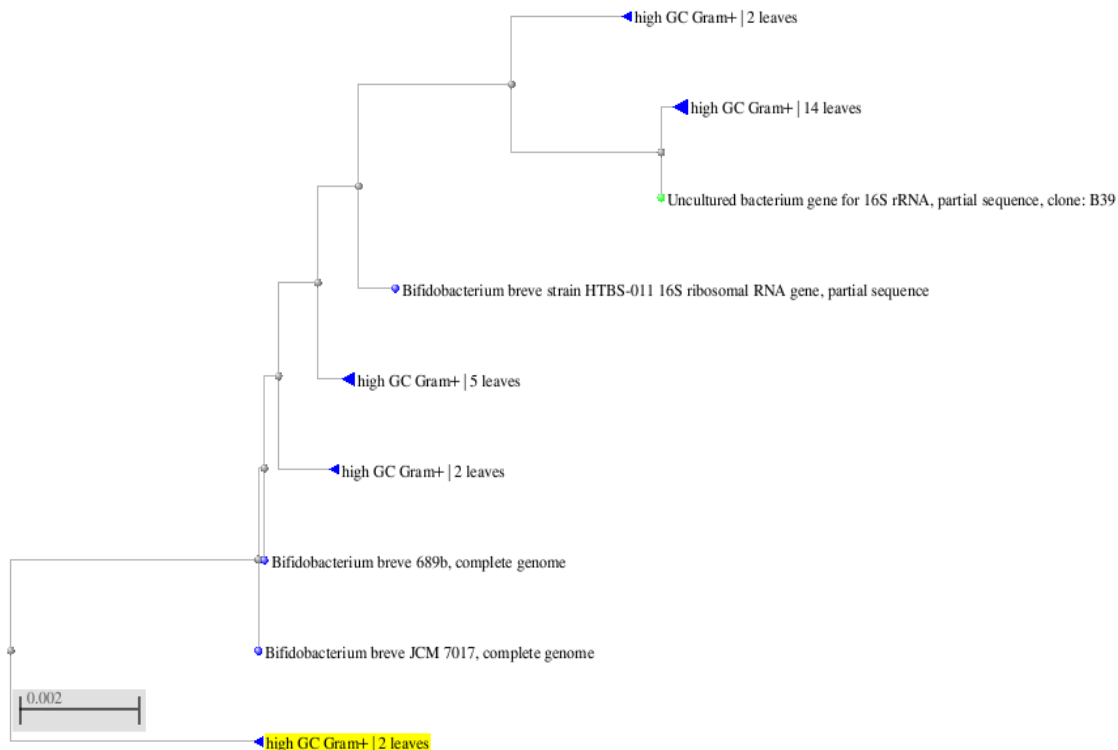 high GC Gram+ | 2 leaves
high GC Gram+ | 14 leaves
Uncultured bacterium gene for 16S rRNA, partial sequence, clone: B39
Bifidobacterium breve strain HTBS-011 16S ribosomal RNA gene, partial sequence
high GC Gram+ | 5 leaves
high GC Gram+ | 2 leaves
Bifidobacterium breve 689b, complete genome
Bifidobacterium breve JCM 7017, complete genome
0.002
high GC Gram+ | 2 leaves